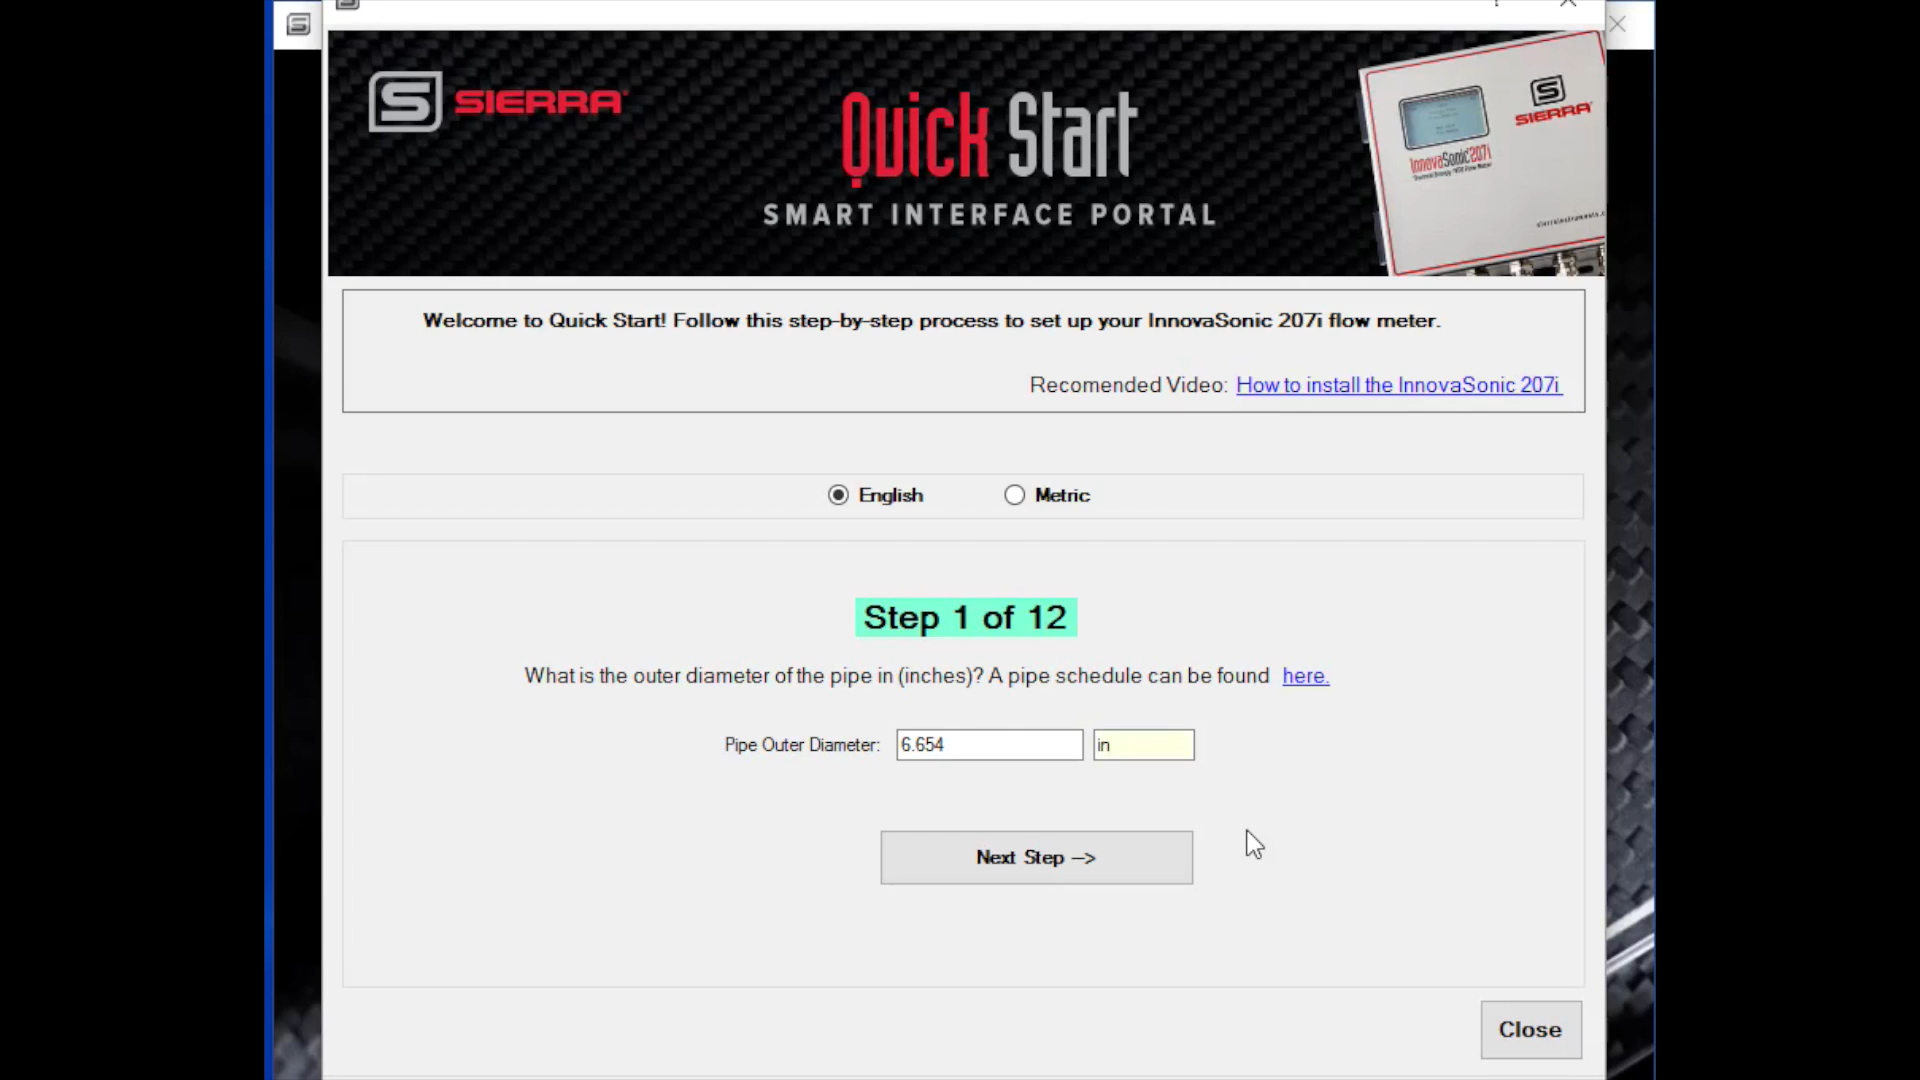 SIERRA
Quick Start
SMART INTERFACE PORTAL
SIERRA
InnovaSonic 207i
Welcome to Quick Start! Follow this step-by-step process to set up your InnovaSonic 207i flow meter.
Recomended Video: How to install the InnovaSonic 207i
English
Metric
Step 1 of 12
What is the outer diameter of the pipe in (inches)? A pipe schedule can be found here.
Pipe Outer Diameter: 6.654 in
Next Step -->
Close